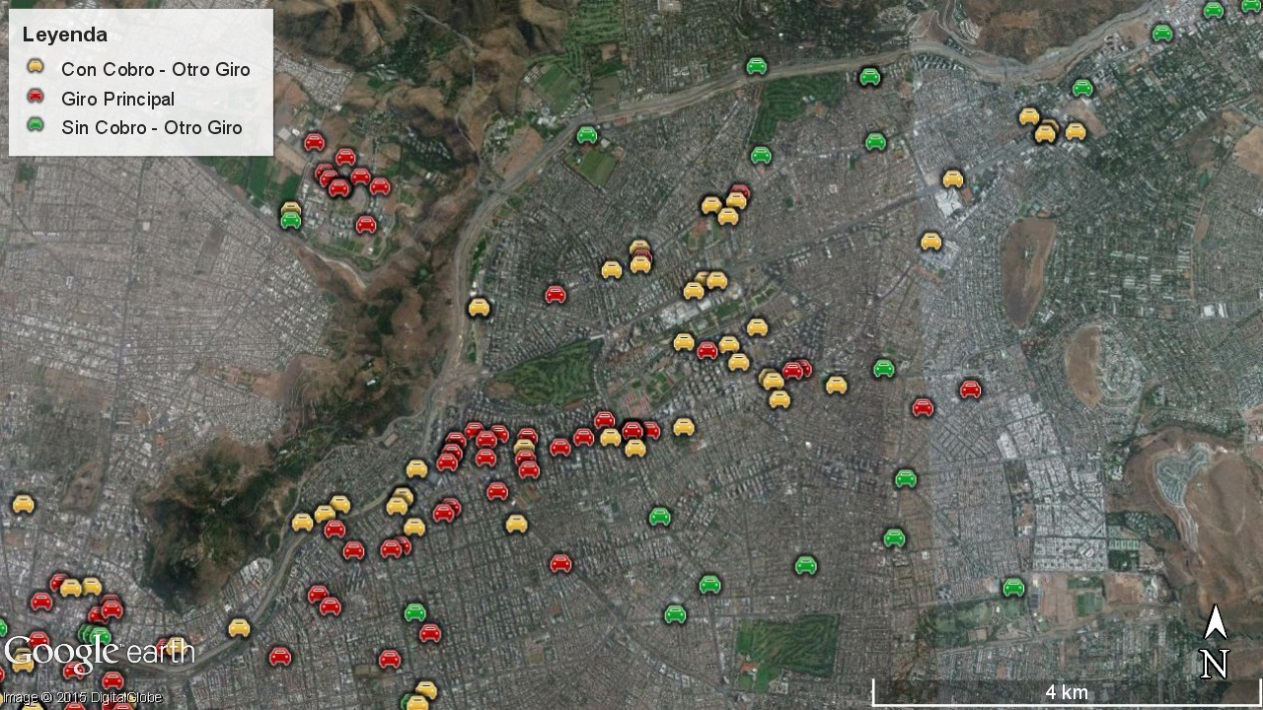 Leyenda
Con Cobro - Otro Giro
Giro Principal
Sin Cobro - Otro Giro
Google earth
Image © 2015 DigitalGlobe
N
4 km